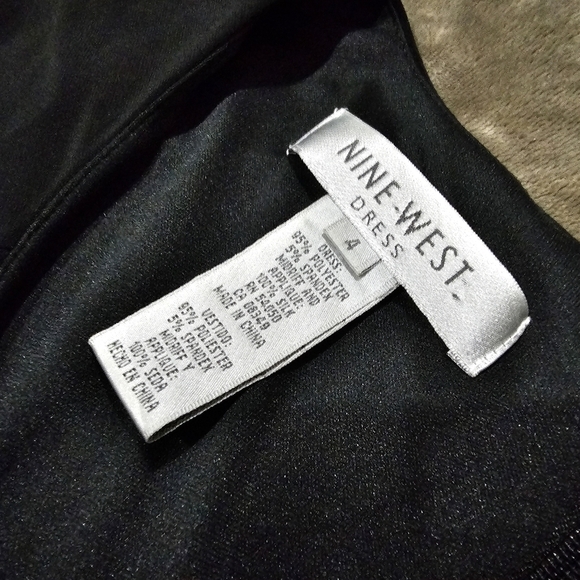 NINE·WEST
DRESS
4
DRESS:
95% POLYESTER
5% SPANDEX
MIDRIFF AND
APPLIQUE:
100% SILK
RN 54050
CA 08349
MADE IN CHINA
VESTIDO:
95% POLIESTER
5% SPANDEX
MIDRIFF Y
APPLIQUE:
100% SEDA
HECHO EN CHINA